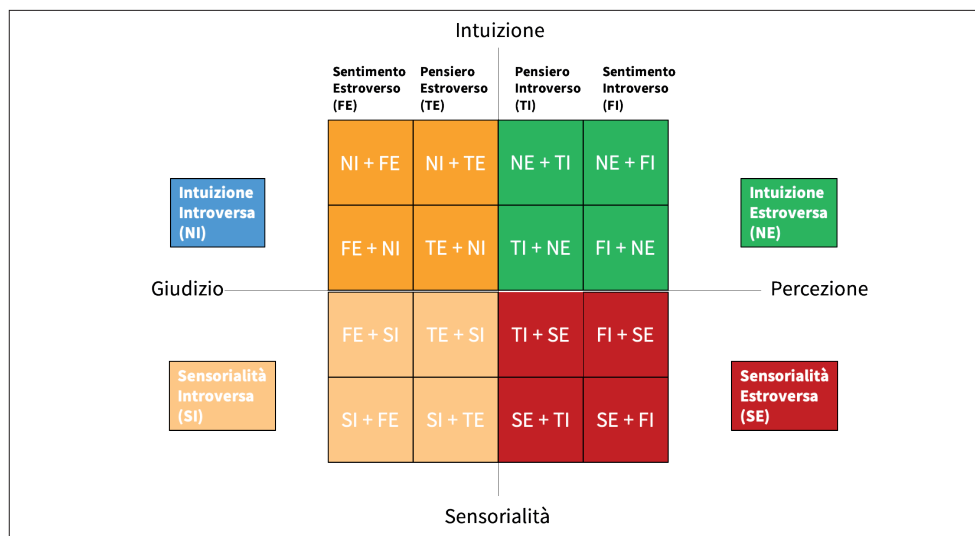 Intuizione
Sentimento
Estroverso
(FE)
Pensiero
Estroverso
(TE)
Pensiero
Introverso
(TI)
Sentimento
Introverso
(FI)
NI + FE
NI + TE
NE + TI
NE + FI
Intuizione
Introversa
(NI)
Intuizione
Estroversa
(NE)
FE + NI
TE + NI
TI + NE
FI + NE
Giudizio
Percezione
FE + SI
TE + SI
TI + SE
FI + SE
Sensorialità
Introversa
(SI)
Sensorialità
Estroversa
(SE)
SI + FE
SI + TE
SE + TI
SE + FI
Sensorialità